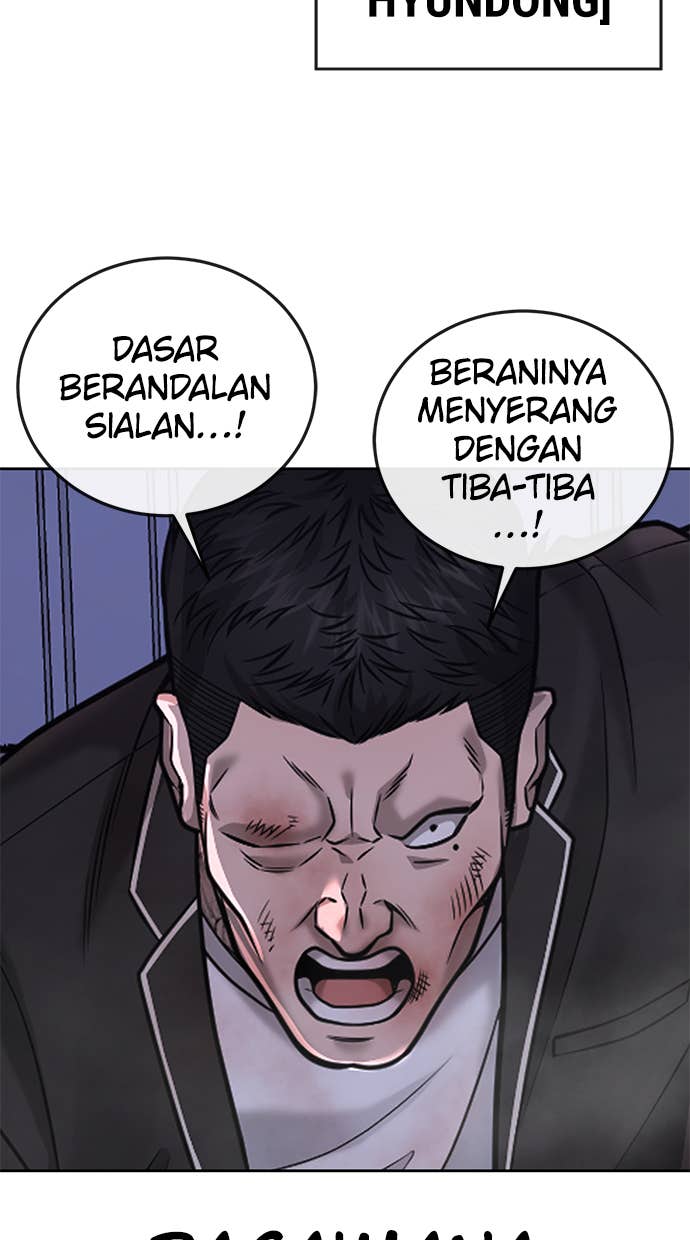 HYUNDONG]
DASAR
BERANDALAN
SIALAN...!
BERANINYA
MENYERANG
DENGAN
TIBA-TIBA
...!